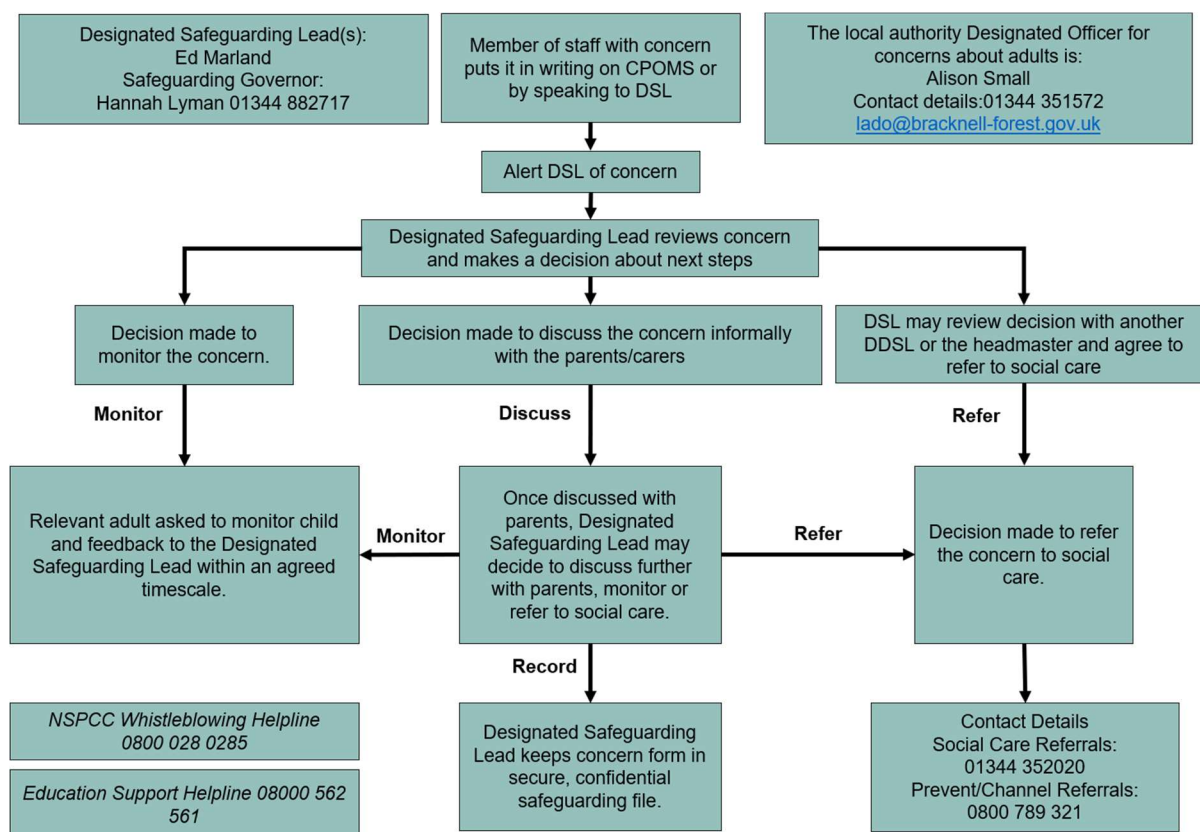 Designated Safeguarding Lead(s):
Ed Marland
Safeguarding Governor:
Hannah Lyman 01344 882717
Member of staff with concern
puts it in writing on CPOMS or
by speaking to DSL
The local authority Designated Officer for
concerns about adults is:
Alison Small
Contact details:01344 351572
lado@bracknell-forest.gov.uk
Alert DSL of concern
Designated Safeguarding Lead reviews concern
and makes a decision about next steps
Decision made to
monitor the concern.
Decision made to discuss the concern informally
with the parents/carers
DSL may review decision with another
DDSL or the headmaster and agree to
refer to social care
Monitor
Discuss
Refer
Relevant adult asked to monitor child
and feedback to the Designated
Safeguarding Lead within an agreed
timescale.
Monitor
Once discussed with
parents, Designated
Safeguarding Lead may
decide to discuss further
with parents, monitor or
refer to social care.
Refer
Decision made to refer
the concern to social
care.
Record
NSPCC Whistleblowing Helpline
0800 028 0285
Education Support Helpline 08000 562
561
Designated Safeguarding
Lead keeps concern form in
secure, confidential
safeguarding file.
Contact Details
Social Care Referrals:
01344 352020
Prevent/Channel Referrals:
0800 789 321